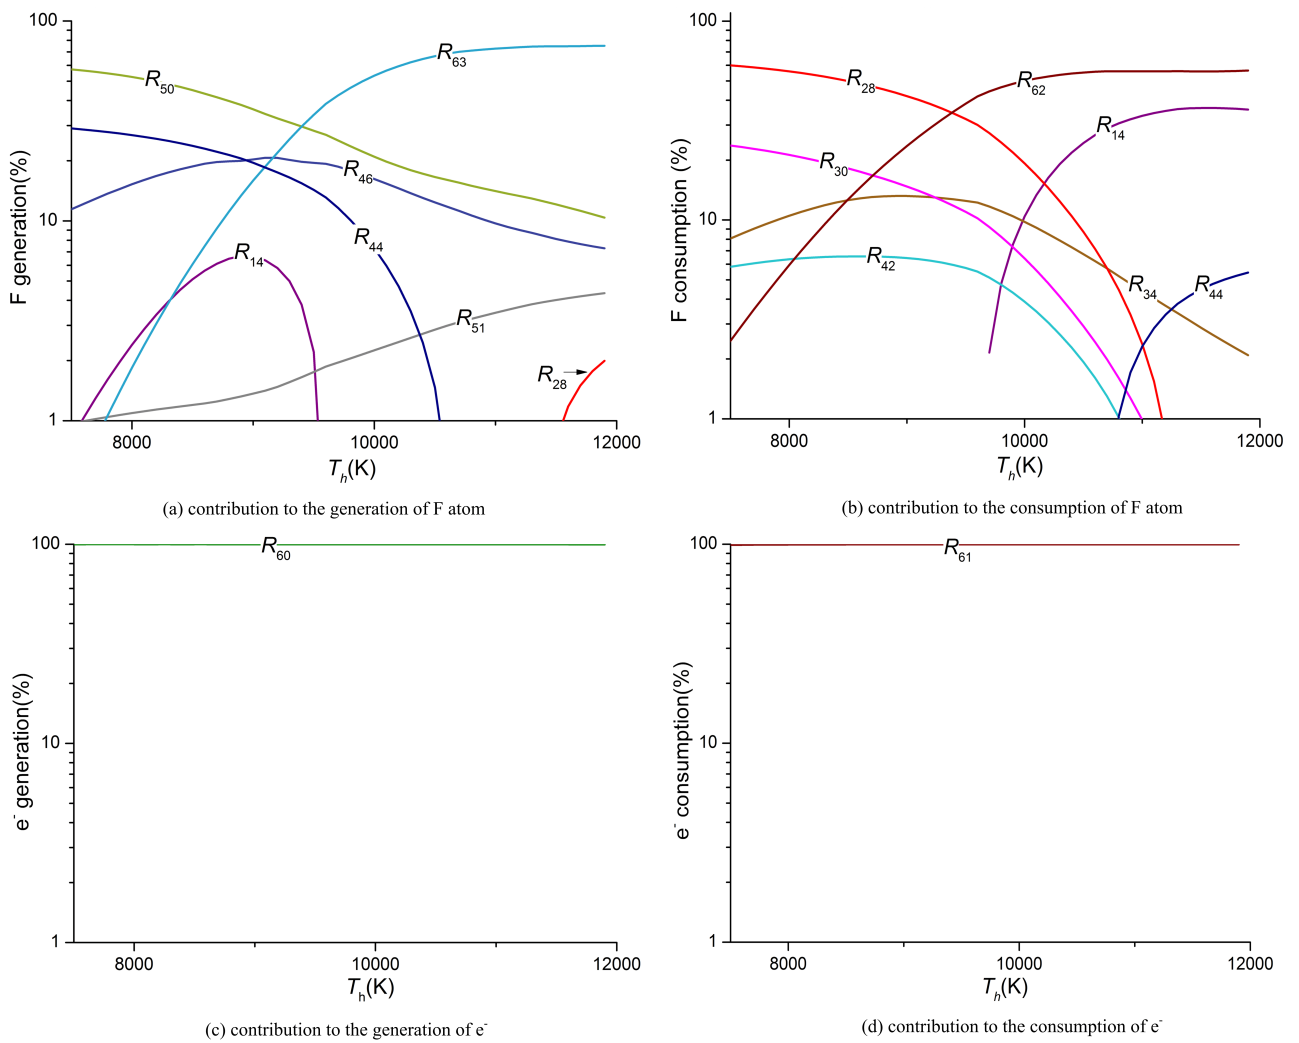 100
10
1
F generation(%)
R50
R63
R46
R44
R14
R51
R28
8000
10000
12000
Th(K)
(a) contribution to the generation of F atom
100
10
1
F consumption (%)
R28
R62
R14
R30
R42
R34
R44
8000
10000
12000
Th(K)
(b) contribution to the consumption of F atom
100
10
1
e- generation(%)
R60
8000
10000
12000
Th(K)
(c) contribution to the generation of e-
100
10
1
e- consumption(%)
R61
8000
10000
12000
Th(K)
(d) contribution to the consumption of e-